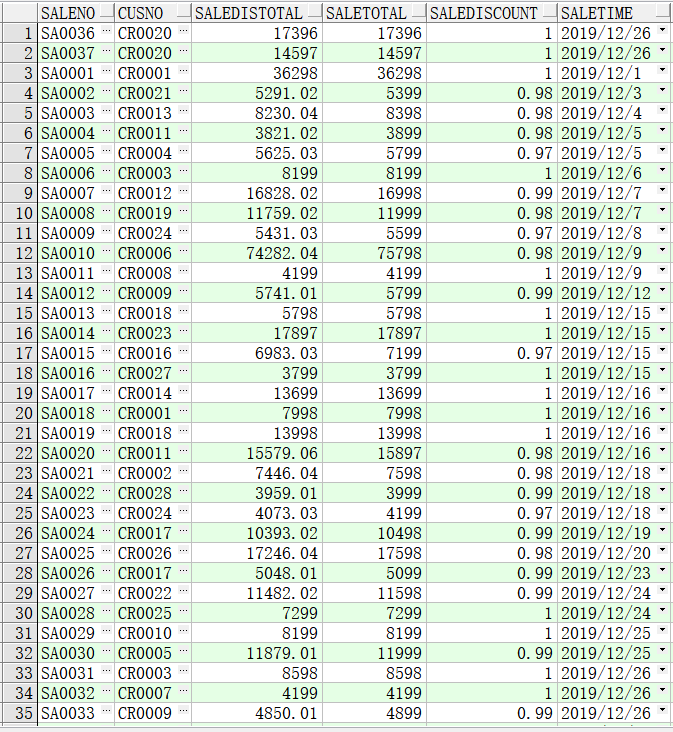 SALENO CUSNO SALEDISTOTAL SALETOTAL SALEDISCOUNT SALETIME
1 SA0036 CR0020 17396 17396 1 2019/12/26
2 SA0037 CR0020 14597 14597 1 2019/12/26
3 SA0001 CR0001 36298 36298 1 2019/12/1
4 SA0002 CR0021 5291.02 5399 0.98 2019/12/3
5 SA0003 CR0013 8230.04 8398 0.98 2019/12/4
6 SA0004 CR0011 3821.02 3899 0.98 2019/12/5
7 SA0005 CR0004 5625.03 5799 0.97 2019/12/5
8 SA0006 CR0003 8199 8199 1 2019/12/6
9 SA0007 CR0012 16828.02 16998 0.99 2019/12/7
10 SA0008 CR0019 11759.02 11999 0.98 2019/12/7
11 SA0009 CR0024 5431.03 5599 0.97 2019/12/8
12 SA0010 CR0006 74282.04 75798 0.98 2019/12/9
13 SA0011 CR0008 4199 4199 1 2019/12/9
14 SA0012 CR0009 5741.01 5799 0.99 2019/12/12
15 SA0013 CR0018 5798 5798 1 2019/12/15
16 SA0014 CR0023 17897 17897 1 2019/12/15
17 SA0015 CR0016 6983.03 7199 0.97 2019/12/15
18 SA0016 CR0027 3799 3799 1 2019/12/15
19 SA0017 CR0014 13699 13699 1 2019/12/16
20 SA0018 CR0001 7998 7998 1 2019/12/16
21 SA0019 CR0018 13998 13998 1 2019/12/16
22 SA0020 CR0011 15579.06 15897 0.98 2019/12/16
23 SA0021 CR0002 7446.04 7598 0.98 2019/12/18
24 SA0022 CR0028 3959.01 3999 0.99 2019/12/18
25 SA0023 CR0024 4073.03 4199 0.97 2019/12/18
26 SA0024 CR0017 10393.02 10498 0.99 2019/12/19
27 SA0025 CR0026 17246.04 17598 0.98 2019/12/20
28 SA0026 CR0017 5048.01 5099 0.99 2019/12/23
29 SA0027 CR0022 11482.02 11598 0.99 2019/12/24
30 SA0028 CR0025 7299 7299 1 2019/12/24
31 SA0029 CR0010 8199 8199 1 2019/12/25
32 SA0030 CR0005 11879.01 11999 0.99 2019/12/25
33 SA0031 CR0003 8598 8598 1 2019/12/26
34 SA0032 CR0007 4199 4199 1 2019/12/26
35 SA0033 CR0009 4850.01 4899 0.99 2019/12/26